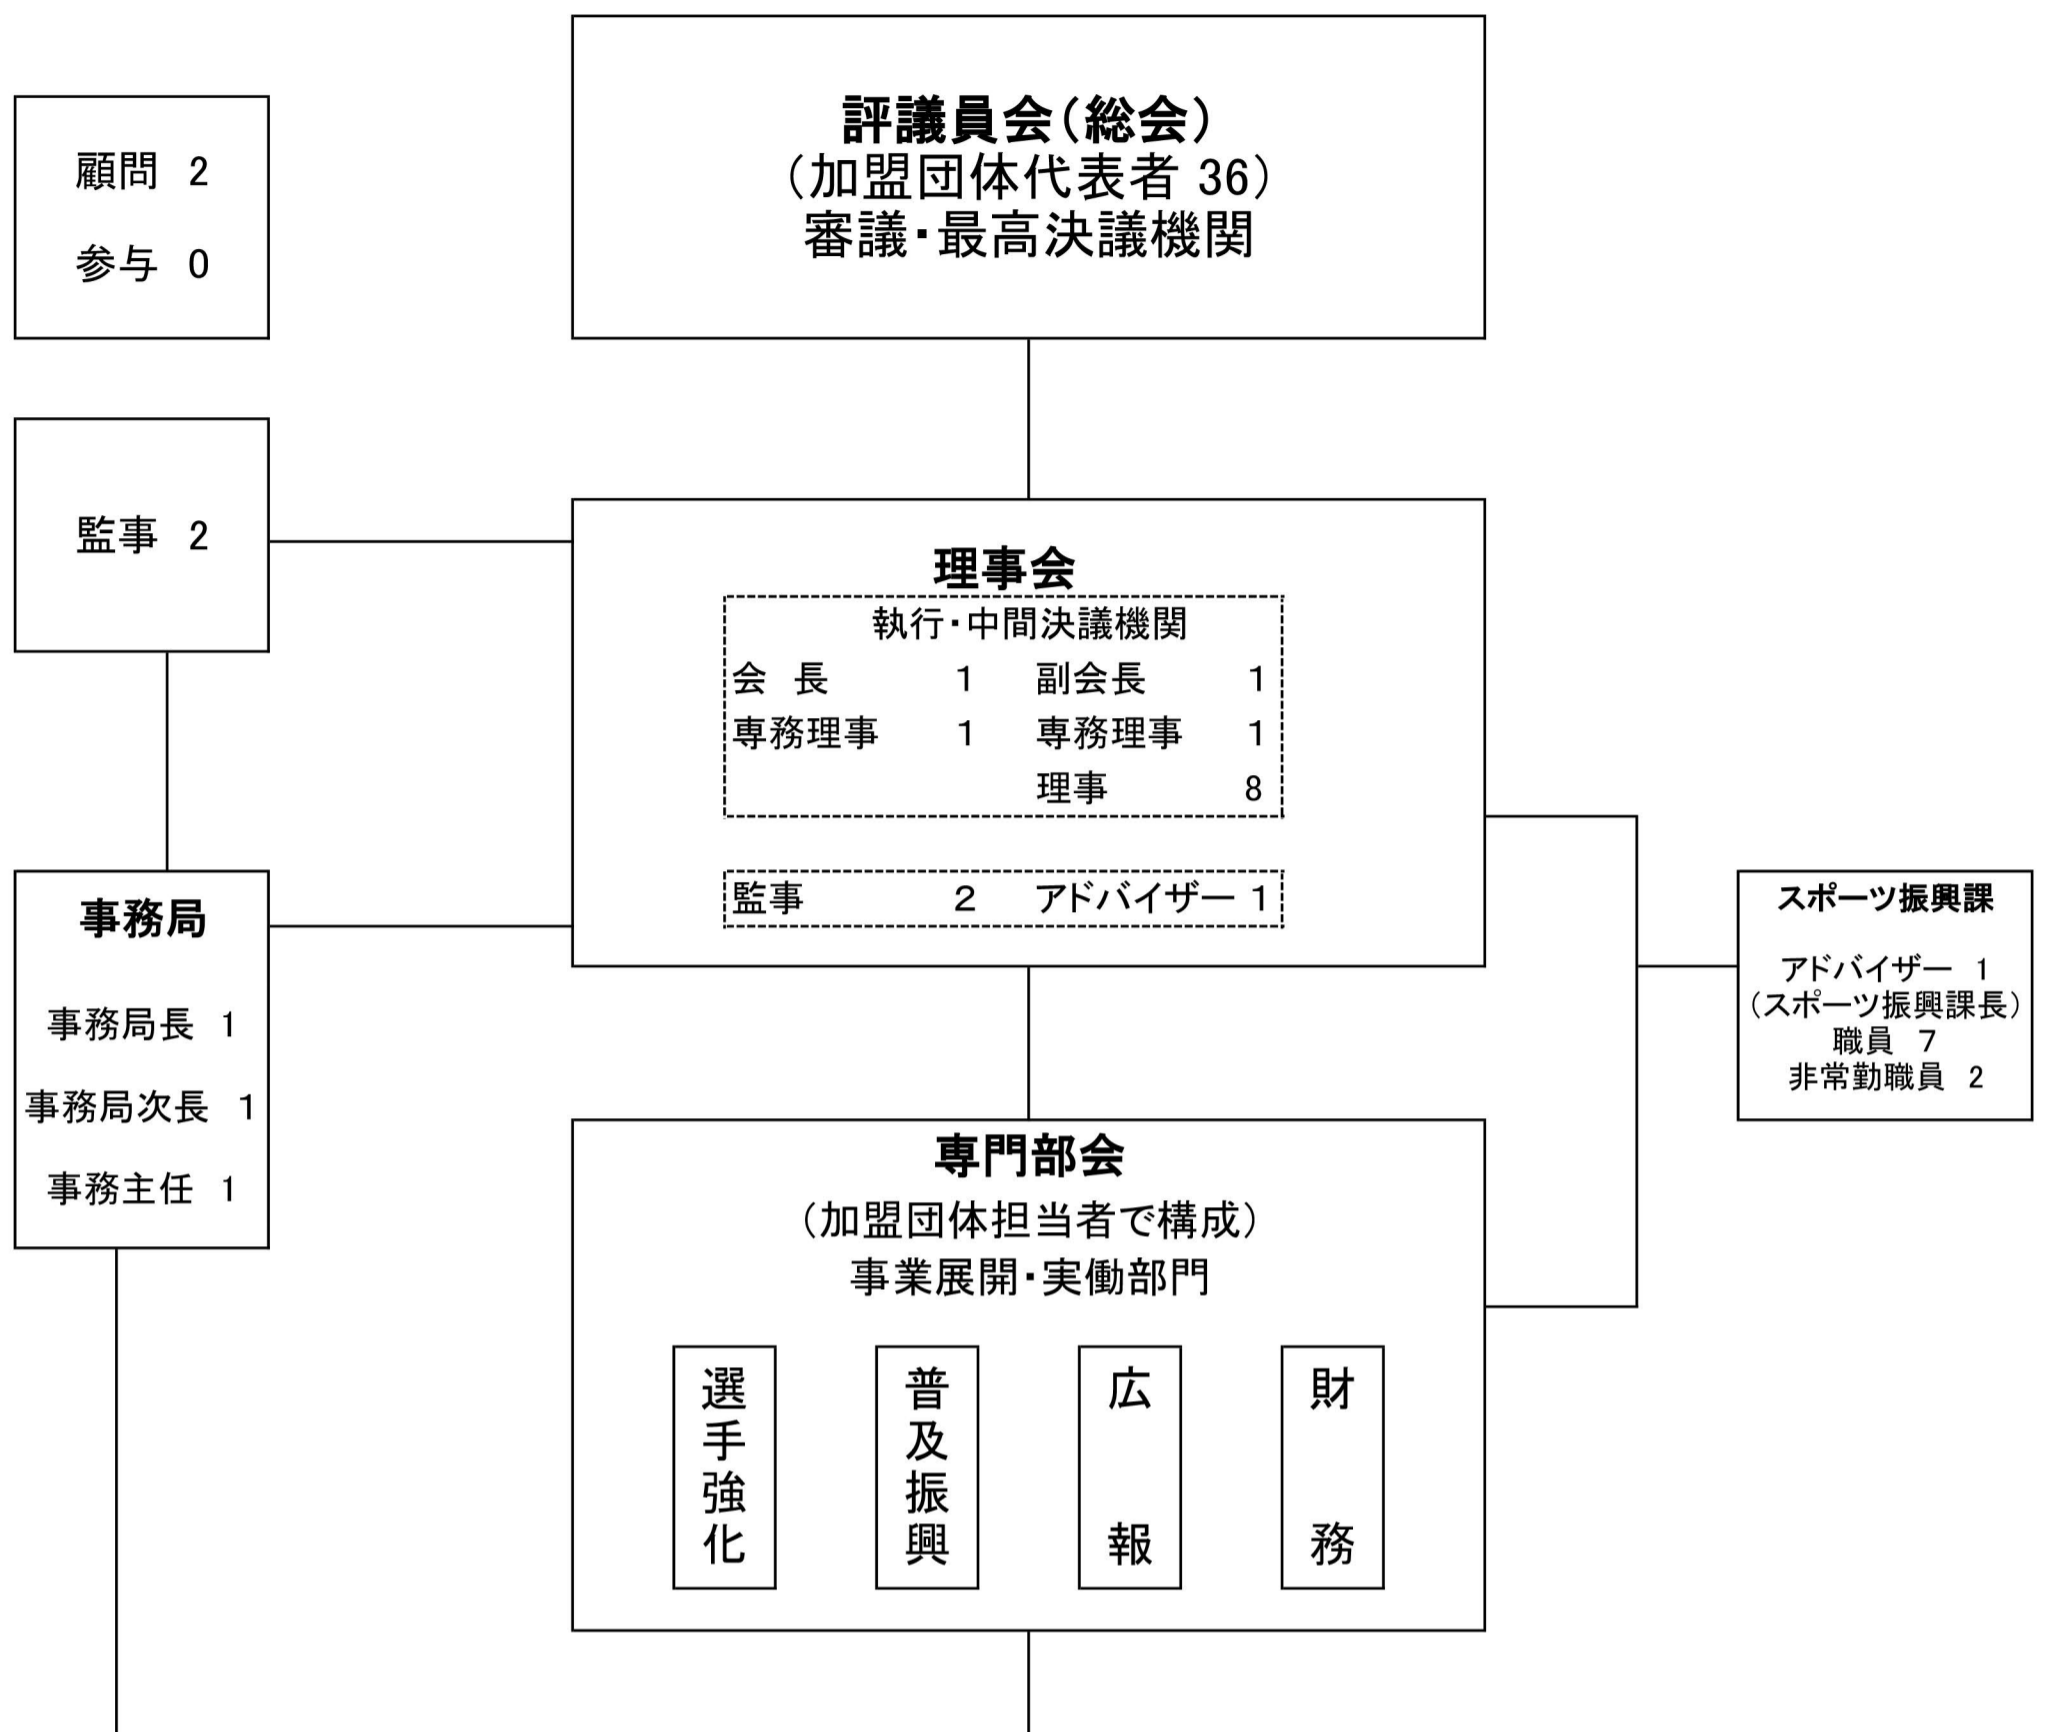 評議員会(総会)
(加盟団体代表者 36)
審議・最高決議機関
顧問 2
参与 0
監事 2
理事会
執行・中間決議機関
会 長 1 副会長 1
専務理事 1 専務理事 1
理事 8
監事 2 アドバイザー 1
事務局
事務局長 1
事務局次長 1
事務主任 1
スポーツ振興課
アドバイザー 1
(スポーツ振興課長)
職員 7
非常勤職員 2
専門部会
(加盟団体担当者で構成)
事業展開・実働部門
選手強化
普及振興
広報
財務